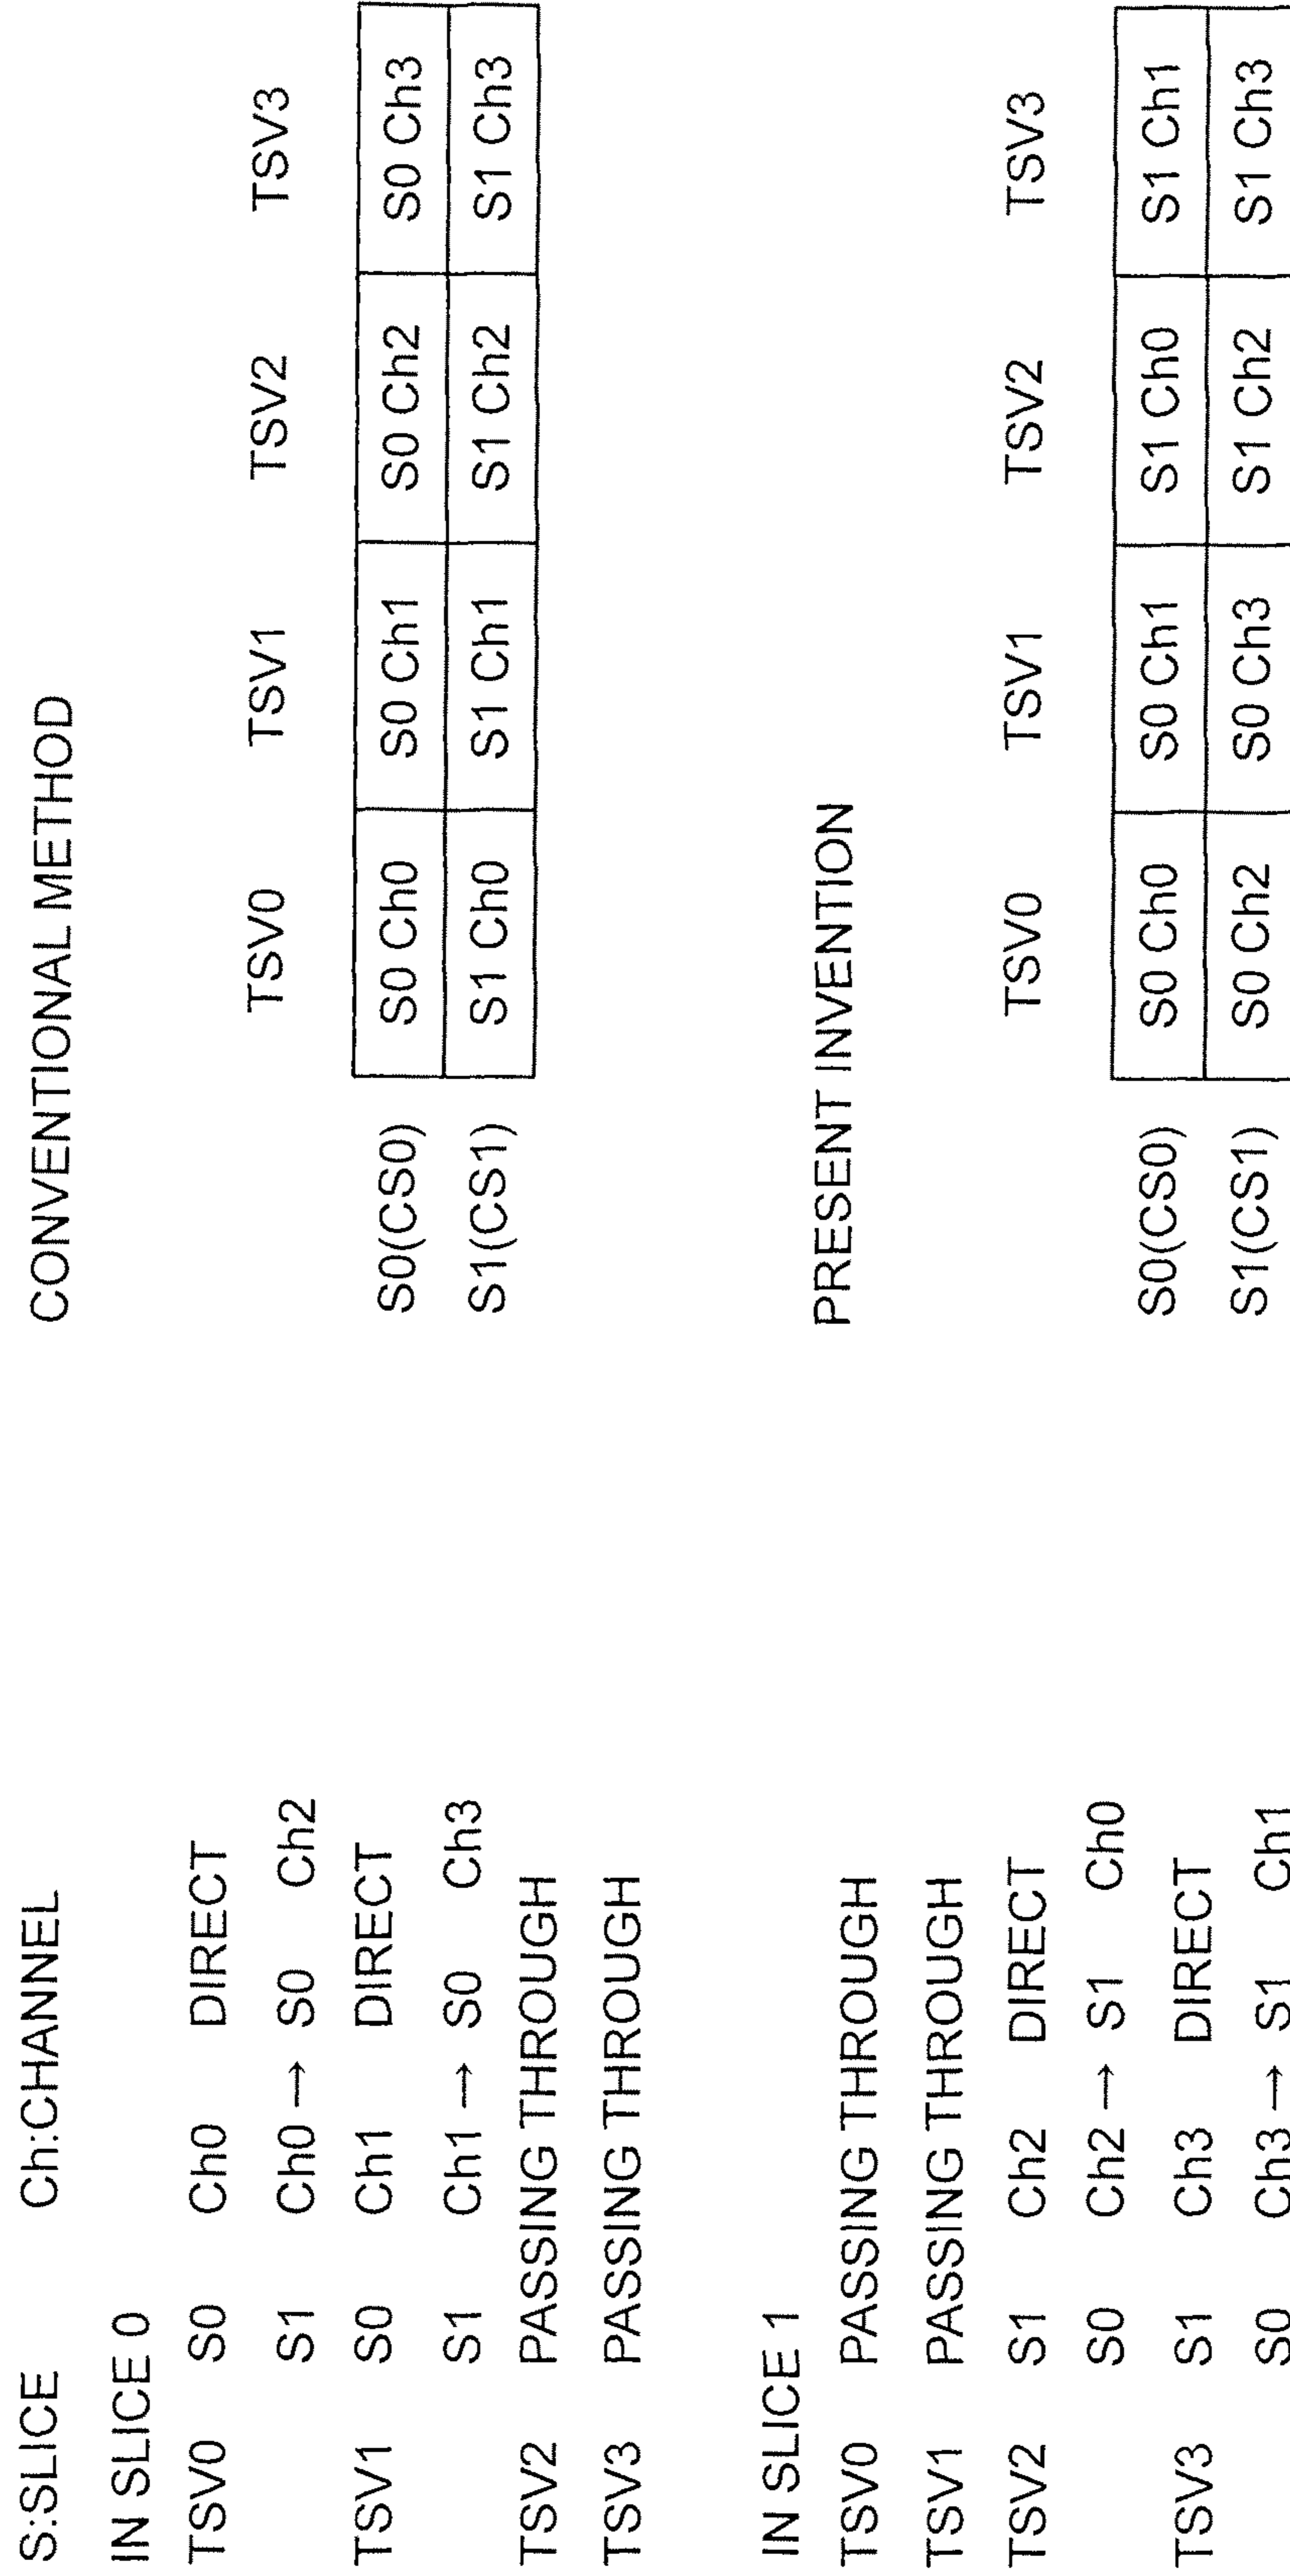 S:SLICE Ch:CHANNEL
IN SLICE 0
TSV0 S0 Ch0 DIRECT
S1 Ch0 → S0 Ch2
TSV1 S0 Ch1 DIRECT
S1 Ch1 → S0 Ch3
TSV2 PASSING THROUGH
TSV3 PASSING THROUGH
IN SLICE 1
TSV0 PASSING THROUGH
TSV1 PASSING THROUGH
TSV2 S1 Ch2 DIRECT
S0 Ch2 → S1 Ch0
TSV3 S1 Ch3 DIRECT
S0 Ch3 → S1 Ch1
CONVENTIONAL METHOD
TSV0 TSV1 TSV2 TSV3
S0(CS0) S0 Ch0 S0 Ch1 S0 Ch2 S0 Ch3
S1(CS1) S1 Ch0 S1 Ch1 S1 Ch2 S1 Ch3
PRESENT INVENTION
TSV0 TSV1 TSV2 TSV3
S0(CS0) S0 Ch0 S0 Ch1 S1 Ch0 S1 Ch1
S1(CS1) S0 Ch2 S0 Ch3 S1 Ch2 S1 Ch3